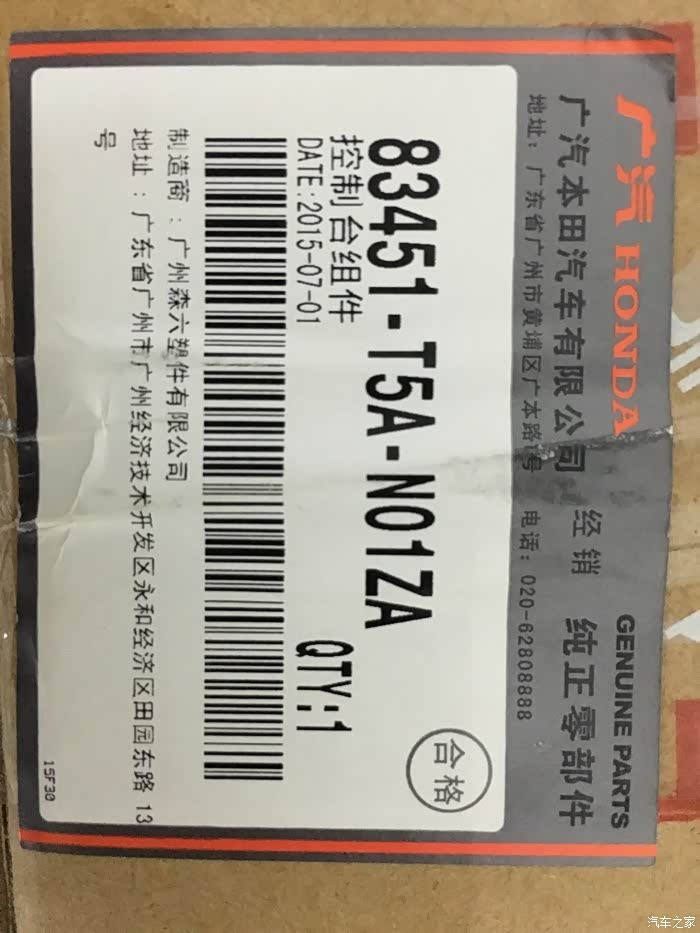 广汽 HONDA
GENUINE PARTS
广汽本田汽车有限公司 经销 纯正零部件
地址：广东省广州市黄埔区广本路1号 电话：020-62808888
83451-T5A-N01ZA
合格
控制台组件
DATE:2015-07-01
QTY:1
制造商：广州森六塑件有限公司
地址：广东省广州市广州经济技术开发区永和经济区田园东路 13
号
15F30
汽车之家